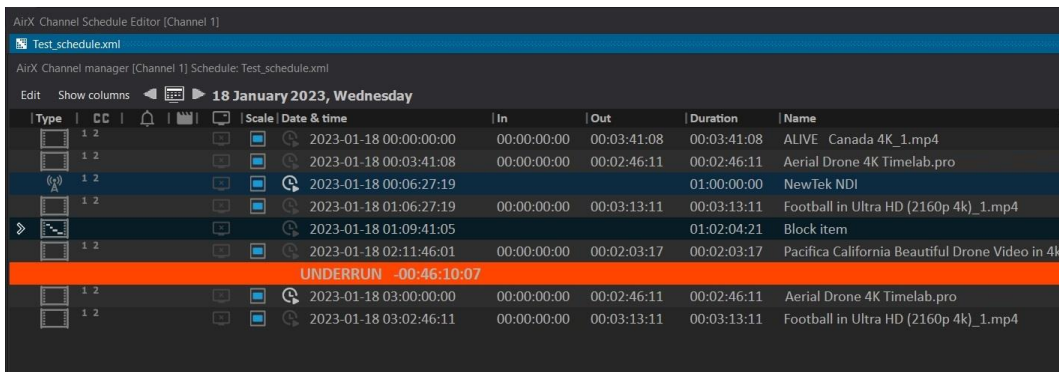 AirX Channel Schedule Editor [Channel 1]
Test_schedule.xml
AirX Channel manager [Channel 1] Schedule: Test_schedule.xml
Edit Show columns 18 January 2023, Wednesday
Type CC Scale Date & time In Out Duration Name
1 2 2023-01-18 00:00:00:00 00:00:00:00 00:03:41:08 00:03:41:08 ALIVE Canada 4K_1.mp4
1 2 2023-01-18 00:03:41:08 00:00:00:00 00:02:46:11 00:02:46:11 Aerial Drone 4K Timelab.pro
1 2 2023-01-18 00:06:27:19 01:00:00:00 NewTek NDI
1 2 2023-01-18 01:06:27:19 00:00:00:00 00:03:13:11 00:03:13:11 Football in Ultra HD (2160p 4k)_1.mp4
2023-01-18 01:09:41:05 01:02:04:21 Block item
1 2 2023-01-18 02:11:46:01 00:00:00:00 00:02:03:17 00:02:03:17 Pacifica California Beautiful Drone Video in 4k
UNDERRUN -00:46:10:07
1 2 2023-01-18 03:00:00:00 00:00:00:00 00:02:46:11 00:02:46:11 Aerial Drone 4K Timelab.pro
1 2 2023-01-18 03:02:46:11 00:00:00:00 00:03:13:11 00:03:13:11 Football in Ultra HD (2160p 4k)_1.mp4